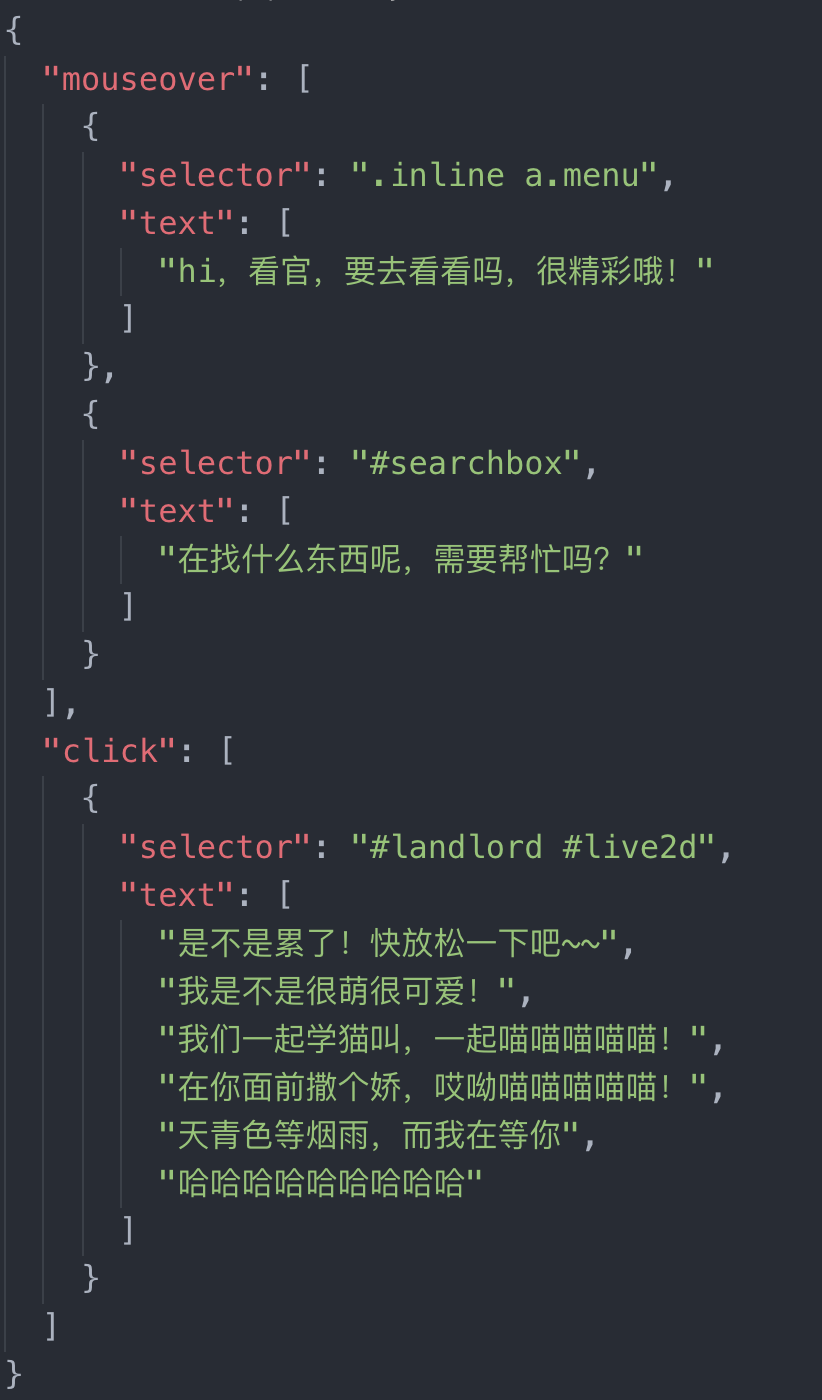 {
  "mouseover": [
    {
      "selector": ".inline a.menu",
      "text": [
        "hi，看官，要去看看吗，很精彩哦！"
      ]
    },
    {
      "selector": "#searchbox",
      "text": [
        "在找什么东西呢，需要帮忙吗？"
      ]
    }
  ],
  "click": [
    {
      "selector": "#landlord #live2d",
      "text": [
        "是不是累了！快放松一下吧~~",
        "我是不是很萌很可爱！",
        "我们一起学猫叫，一起喵喵喵喵喵！",
        "在你面前撒个娇，哎呦喵喵喵喵喵！",
        "天青色等烟雨，而我在等你",
        "哈哈哈哈哈哈哈哈哈"
      ]
    }
  ]
}